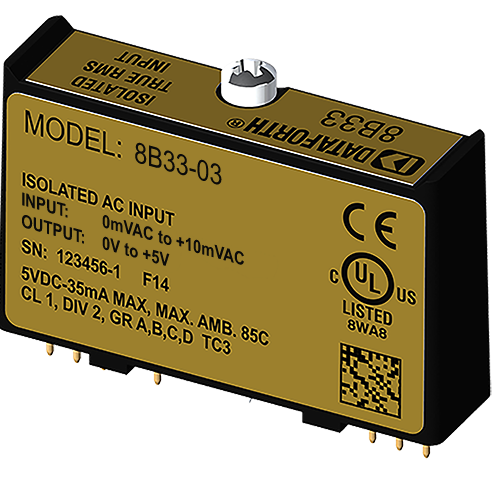 ISOLATED
TRUE RMS
INPUT
DATAFORTH®
8B33
MODEL: 8B33-03
ISOLATED AC INPUT
INPUT: 0mVAC to +10mVAC
OUTPUT: 0V to +5V
SN: 123456-1 F14
5VDC-35mA MAX, MAX. AMB. 85C
CL 1, DIV 2, GR A,B,C,D TC3
CE
C UL US
LISTED
8WA8